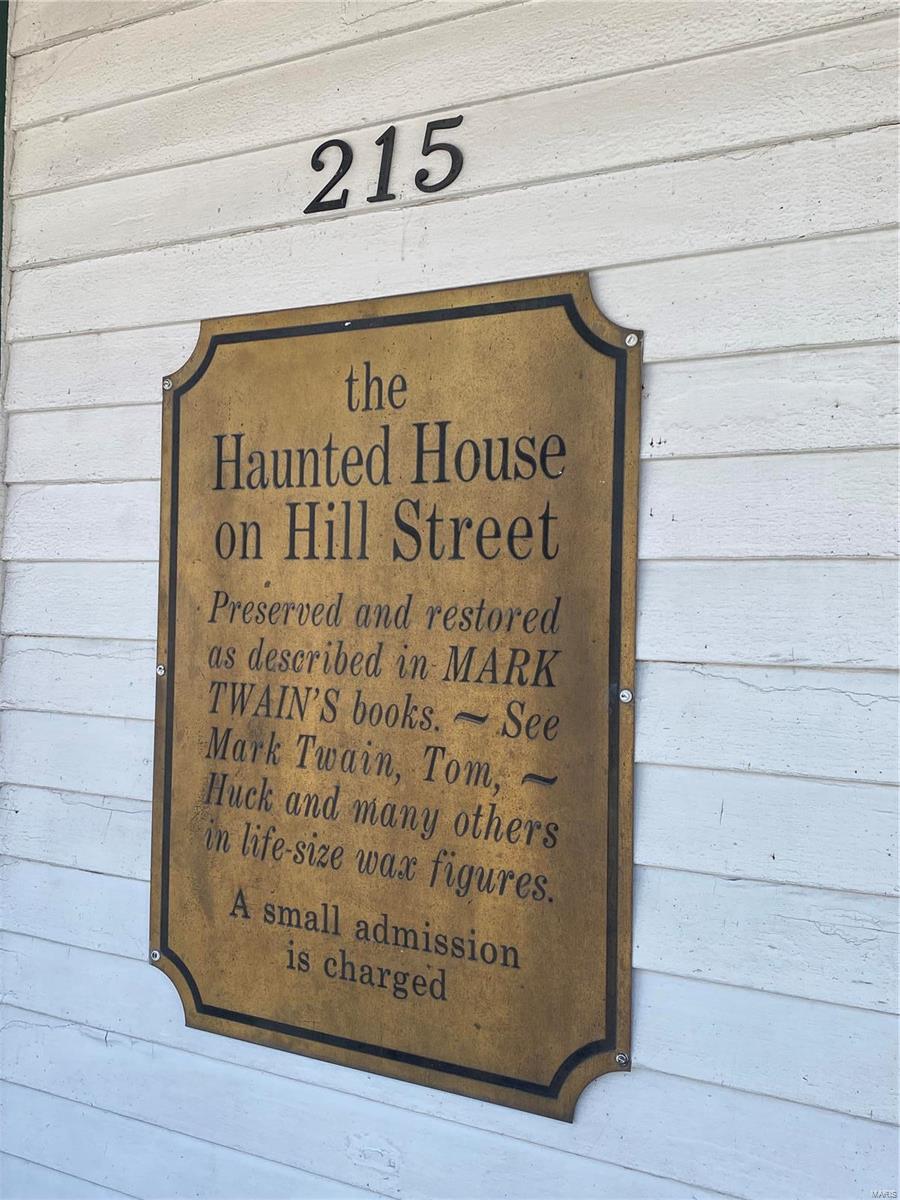 215
the
Haunted House
on Hill Street
Preserved and restored
as described in MARK
TWAIN'S books. ~ See
Mark Twain, Tom, ~
Huck and many others
in life-size wax figures.
A small admission
is charged
MARIS